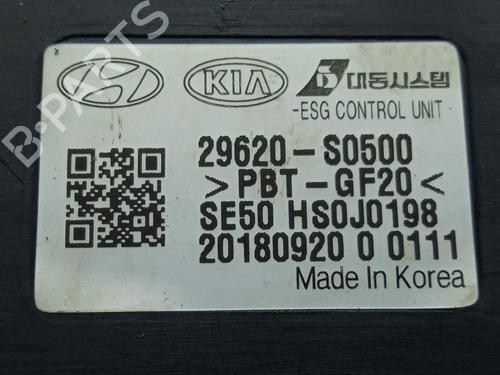 B-PARTS
KIA D 대동시스템
-ESG CONTROL UNIT
29620-S0500
>PBT-GF20<
SE50 HS0J0198
20180920 0 0111
Made In Korea